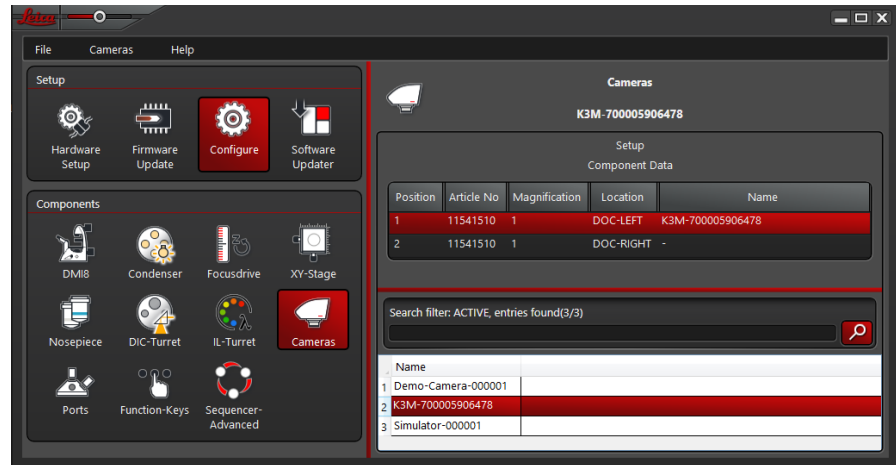 Leica
File Cameras Help
Setup
Hardware Setup
Firmware Update
Configure
Software Updater
Components
DMI8
Condenser
Focusdrive
XY-Stage
Nosepiece
DIC-Turret
IL-Turret
Cameras
Ports
Function-Keys
Sequencer-Advanced
Cameras
K3M-700005906478
Setup
Component Data
Position Article No Magnification Location Name
1 11541510 1 DOC-LEFT K3M-700005906478
2 11541510 1 DOC-RIGHT -
Search filter: ACTIVE, entries found(3/3)
Name
1 Demo-Camera-000001
2 K3M-700005906478
3 Simulator-000001